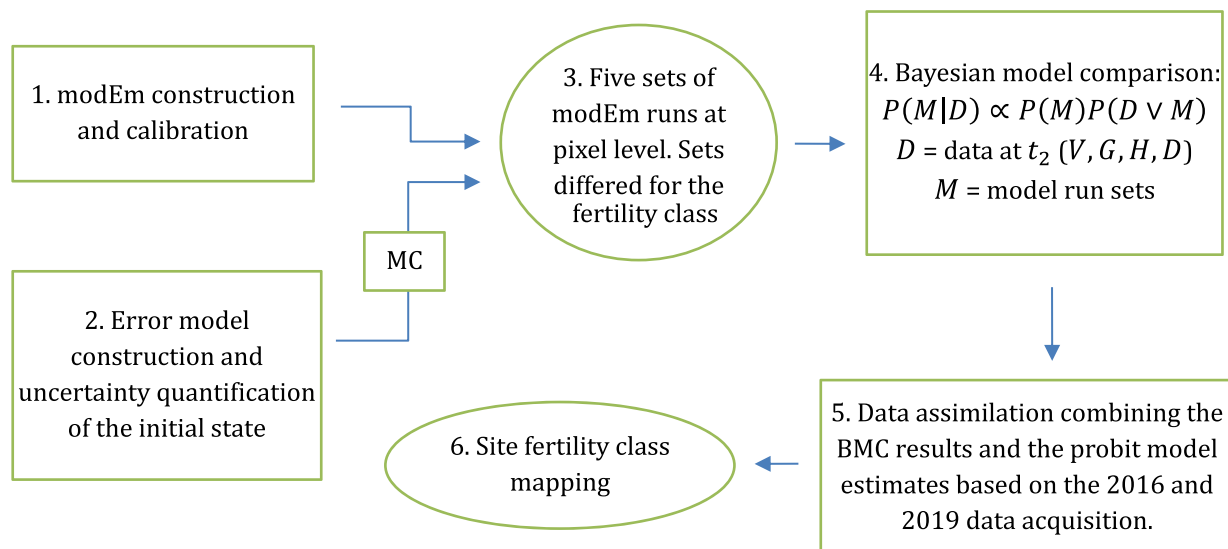 1. modEm construction
and calibration
2. Error model
construction and
uncertainty quantification
of the initial state
MC
3. Five sets of
modEm runs at
pixel level. Sets
differed for the
fertility class
4. Bayesian model comparison:
P(M|D) ∝ P(M)P(D ∨ M)
D = data at t₂ (V, G, H, D)
M = model run sets
5. Data assimilation combining the
BMC results and the probit model
estimates based on the 2016 and
2019 data acquisition.
6. Site fertility class
mapping